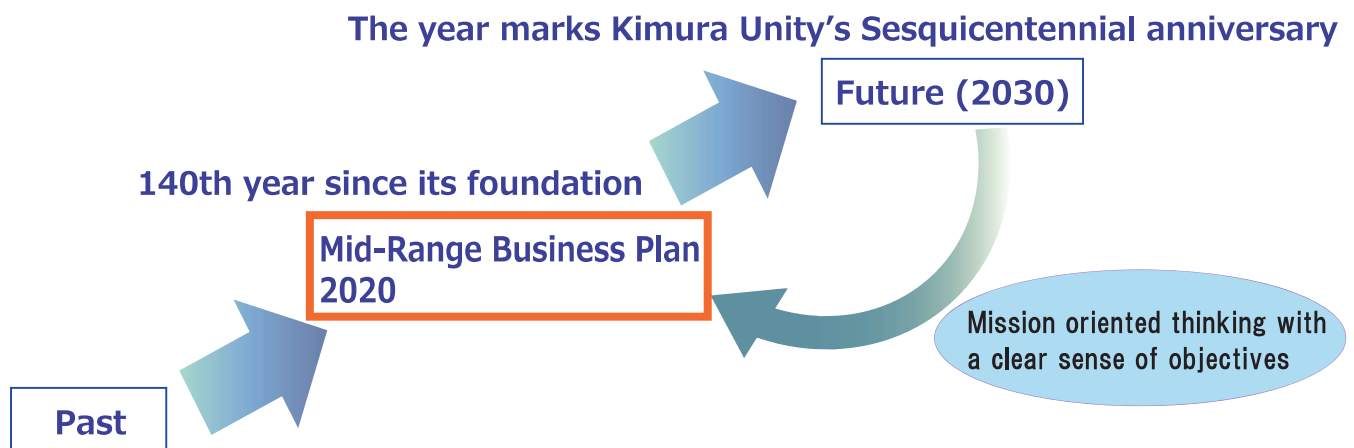 The year marks Kimura Unity’s Sesquicentennial anniversary
Future (2030)
140th year since its foundation
Mid-Range Business Plan
2020
Mission oriented thinking with
a clear sense of objectives
Past